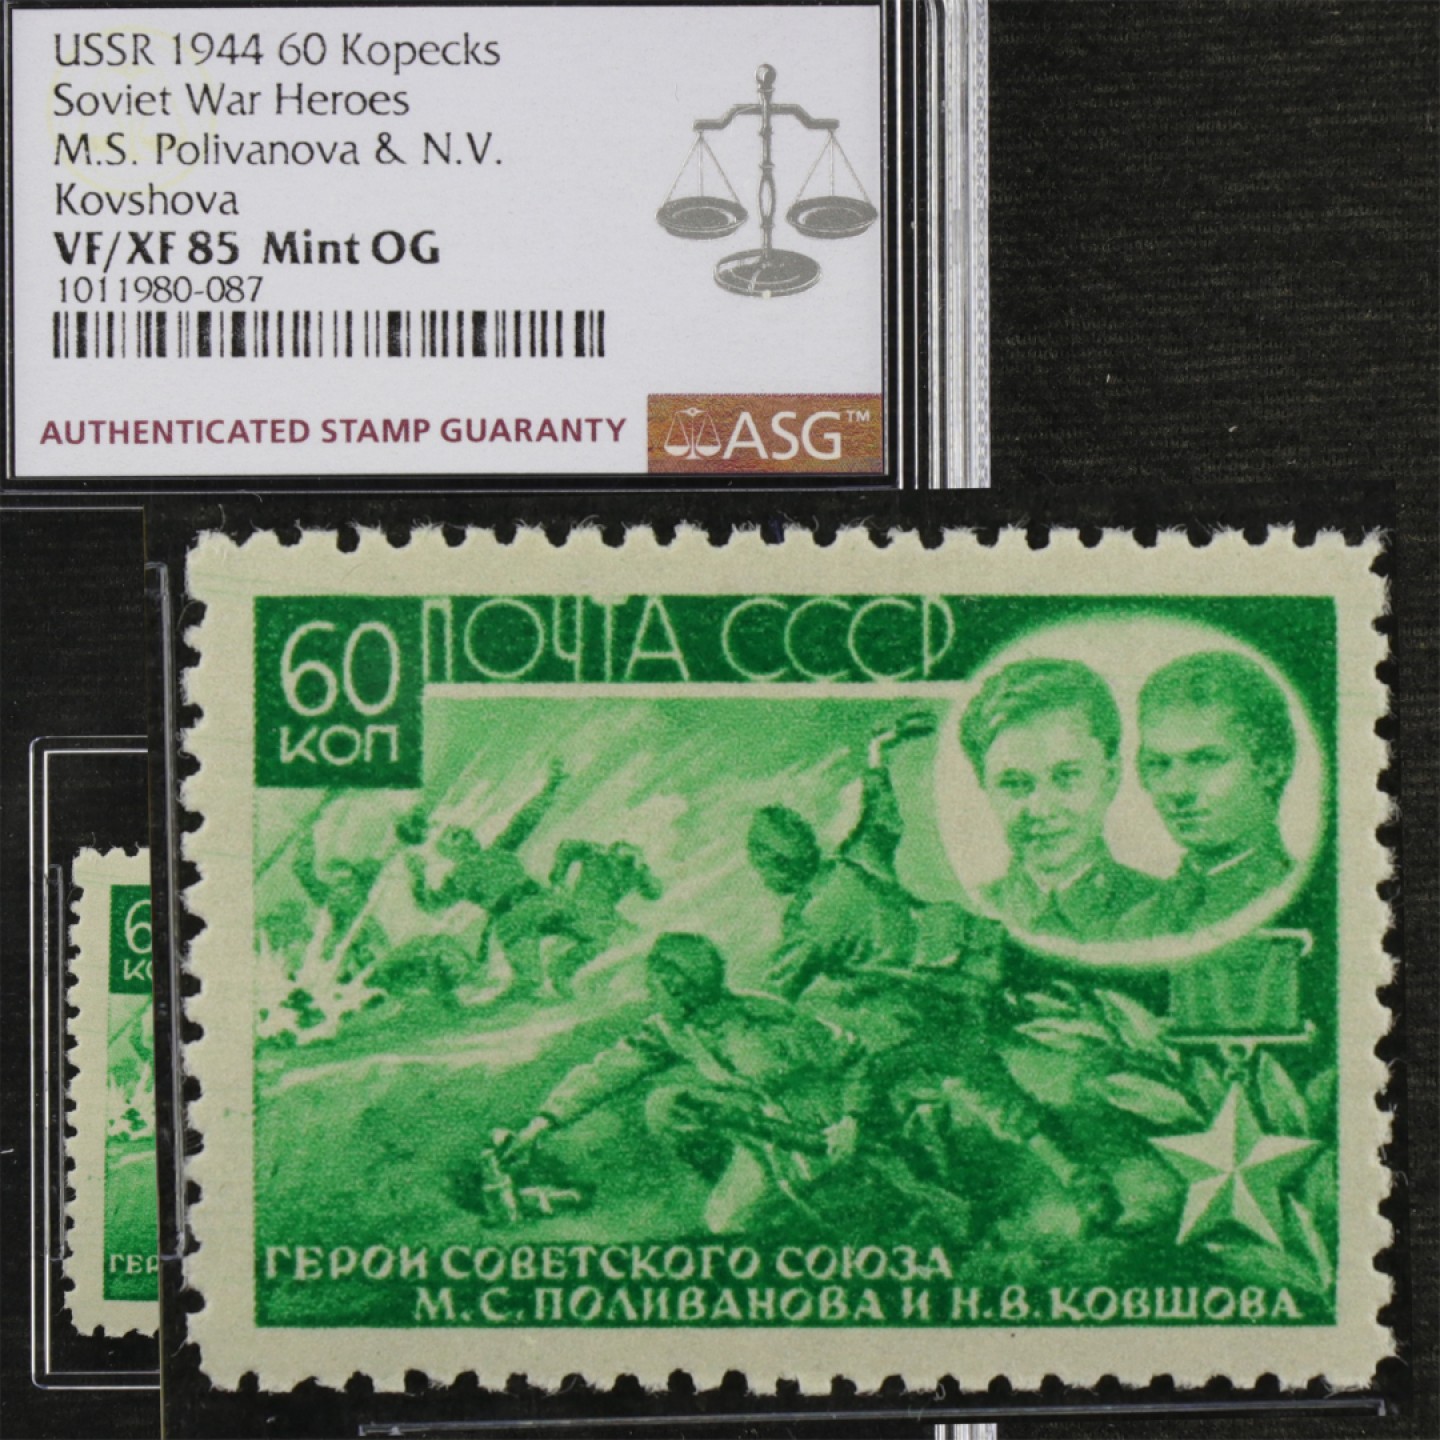 USSR 1944 60 Kopecks
Soviet War Heroes
M.S. Polivanova & N.V.
Kovshova
VF/XF 85 Mint OG
1011980-087
AUTHENTICATED STAMP GUARANTY
ASG™
60
КОП
ПОЧТА СССР
ГЕРОИ СОВЕТСКОГО СОЮЗА
М.С.ПОЛИВАНОВА И Н.В.КОВШОВА